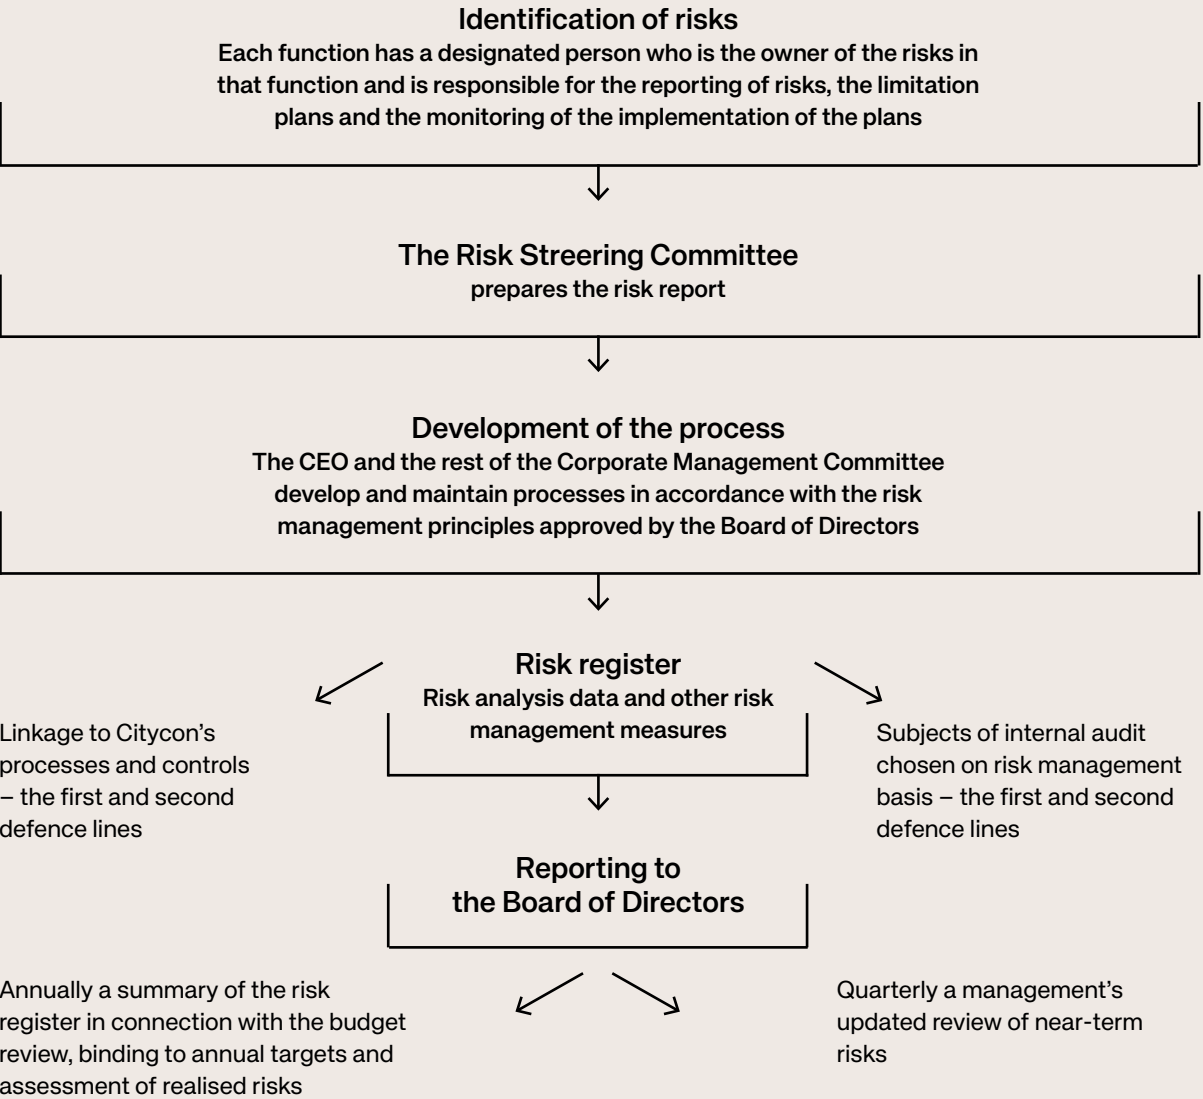 Identification of risks
Each function has a designated person who is the owner of the risks in
that function and is responsible for the reporting of risks, the limitation
plans and the monitoring of the implementation of the plans
The Risk Streering Committee
prepares the risk report
Development of the process
The CEO and the rest of the Corporate Management Committee
develop and maintain processes in accordance with the risk
management principles approved by the Board of Directors
Risk register
Risk analysis data and other risk
management measures
Linkage to Citycon’s
processes and controls
– the first and second
defence lines
Subjects of internal audit
chosen on risk management
basis – the first and second
defence lines
Reporting to
the Board of Directors
Annually a summary of the risk
register in connection with the budget
review, binding to annual targets and
assessment of realised risks
Quarterly a management’s
updated review of near-term
risks